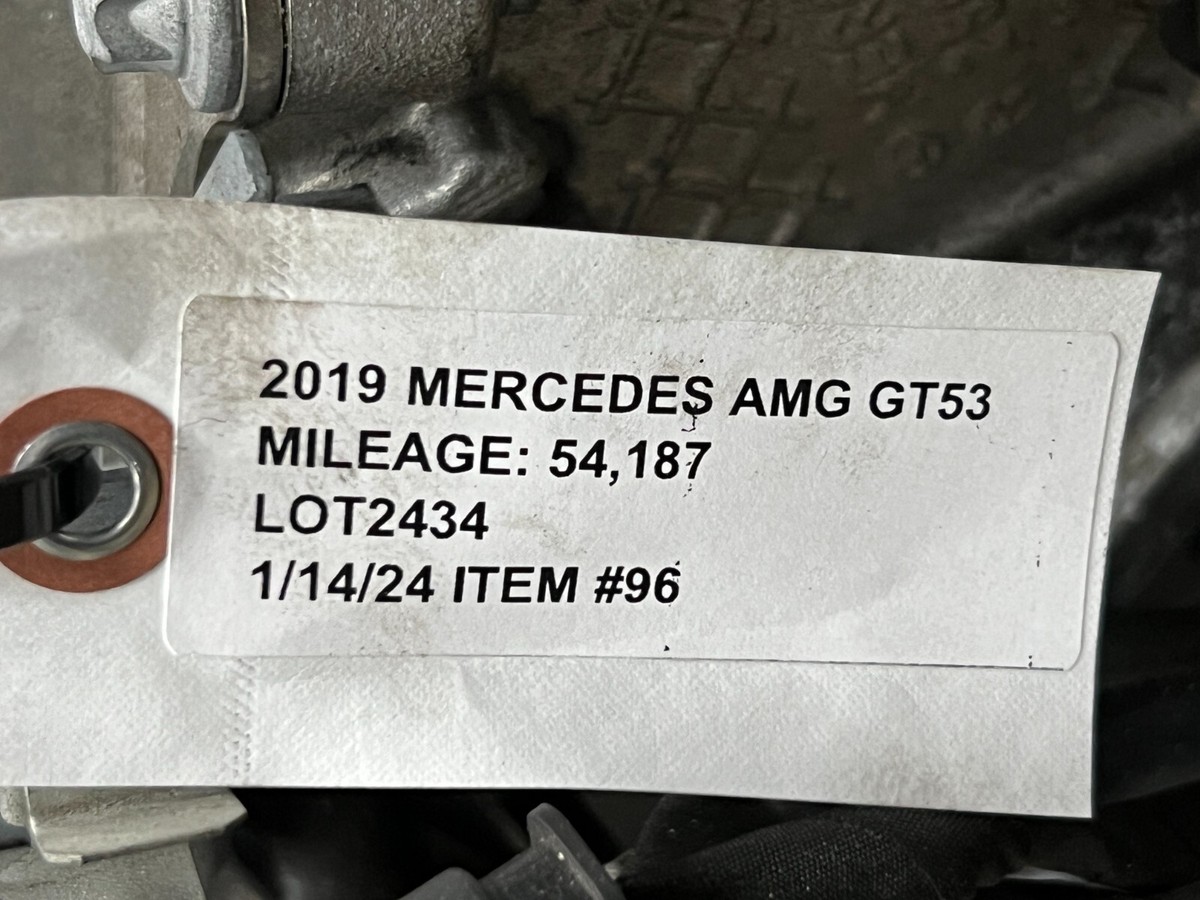 2019 MERCEDES AMG GT53
MILEAGE: 54,187
LOT2434
1/14/24 ITEM #96